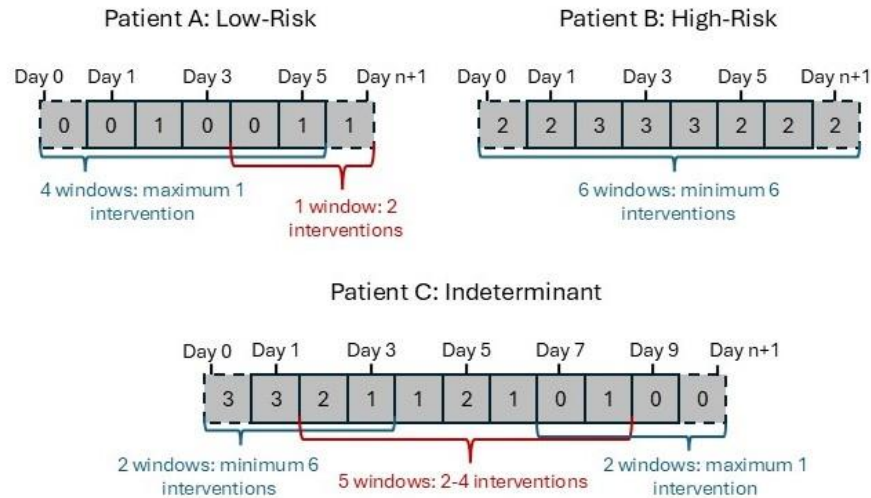 Patient A: Low-Risk
Day 0 Day 1 Day 3 Day 5 Day n+1
0 0 1 0 0 1 1
4 windows: maximum 1
intervention
1 window: 2
interventions
Patient B: High-Risk
Day 0 Day 1 Day 3 Day 5 Day n+1
2 2 3 3 3 2 2 2
6 windows: minimum 6
interventions
Patient C: Indeterminant
Day 0 Day 1 Day 3 Day 5 Day 7 Day 9 Day n+1
3 3 2 1 1 2 1 0 1 0 0
2 windows: minimum 6
interventions
5 windows: 2-4 interventions
2 windows: maximum 1
intervention